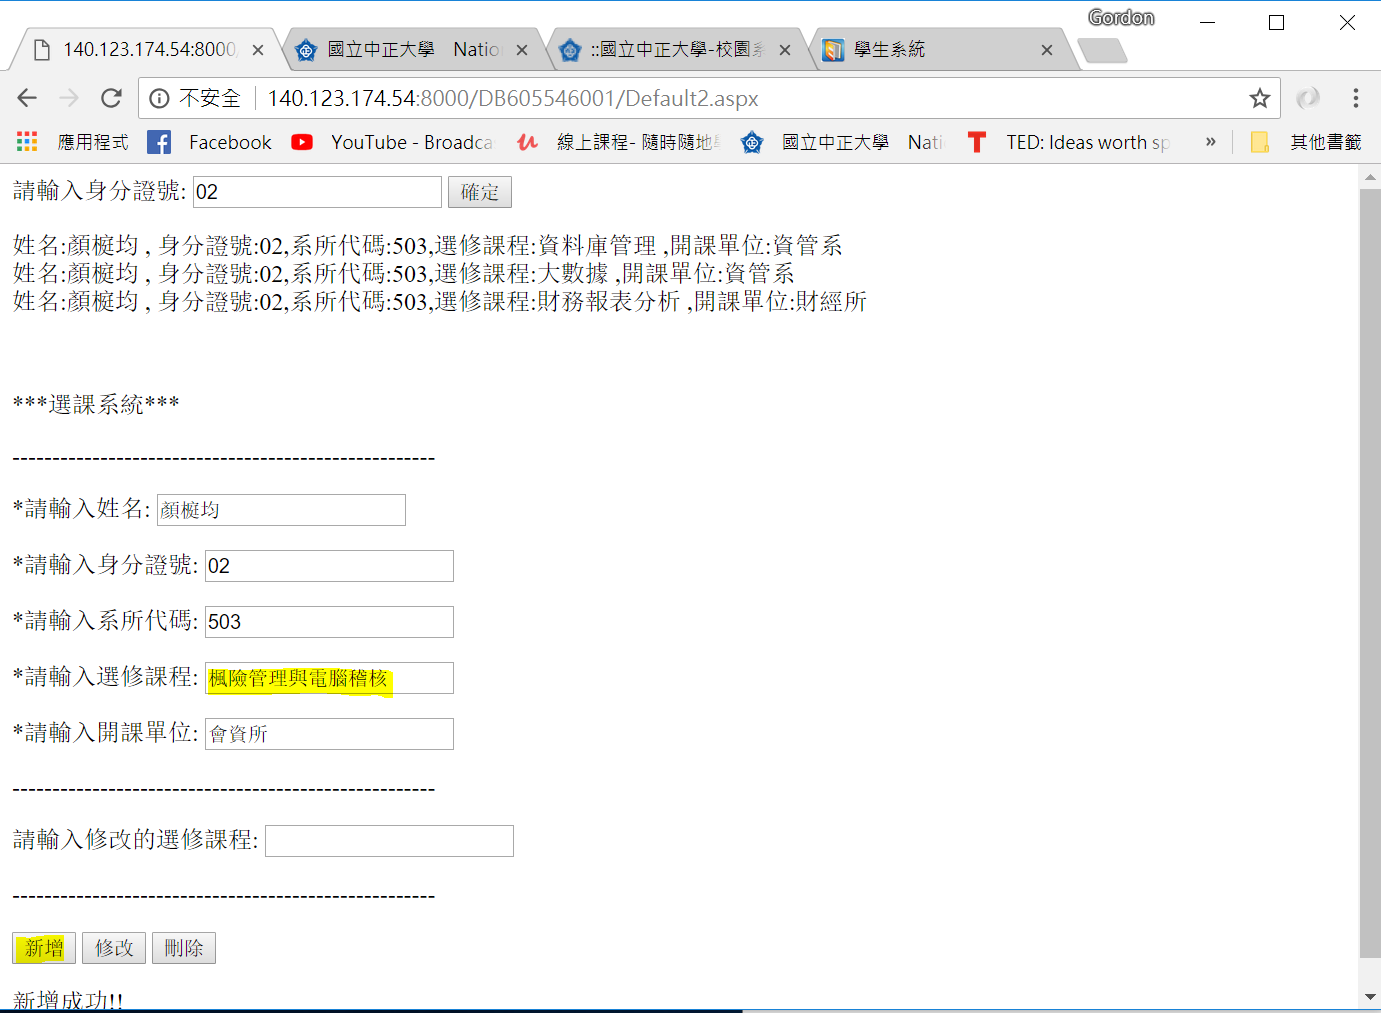 Gordon
140.123.174.54:8000/
國立中正大學 Natio
::國立中正大學-校園系
學生系統
不安全 140.123.174.54:8000/DB605546001/Default2.aspx
應用程式 Facebook YouTube - Broadca 線上課程- 隨時隨地 國立中正大學 Nati TED: Ideas worth sp » 其他書籤
請輸入身分證號: 02 確定
姓名:顏榳均 , 身分證號:02,系所代碼:503,選修課程:資料庫管理 ,開課單位:資管系
姓名:顏榳均 , 身分證號:02,系所代碼:503,選修課程:大數據 ,開課單位:資管系
姓名:顏榳均 , 身分證號:02,系所代碼:503,選修課程:財務報表分析 ,開課單位:財經所
***選課系統***
-----------------------------------------------------
*請輸入姓名: 顏榳均
*請輸入身分證號: 02
*請輸入系所代碼: 503
*請輸入選修課程: 楓險管理與電腦稽核
*請輸入開課單位: 會資所
-----------------------------------------------------
請輸入修改的選修課程:
-----------------------------------------------------
新增 修改 刪除
新增成功!!